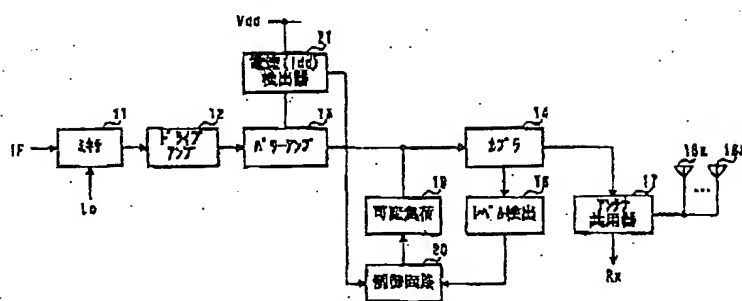 Vdd
21
電流(Idd)
検出器
11
12
13
14
IF
ミキサ
ドライブ
アンプ
パワーアンプ
カプラ
18a
18n
...
Lo
19
可変負荷
15
レベル検出
17
アンテナ
共用器
20
制御回路
Rx